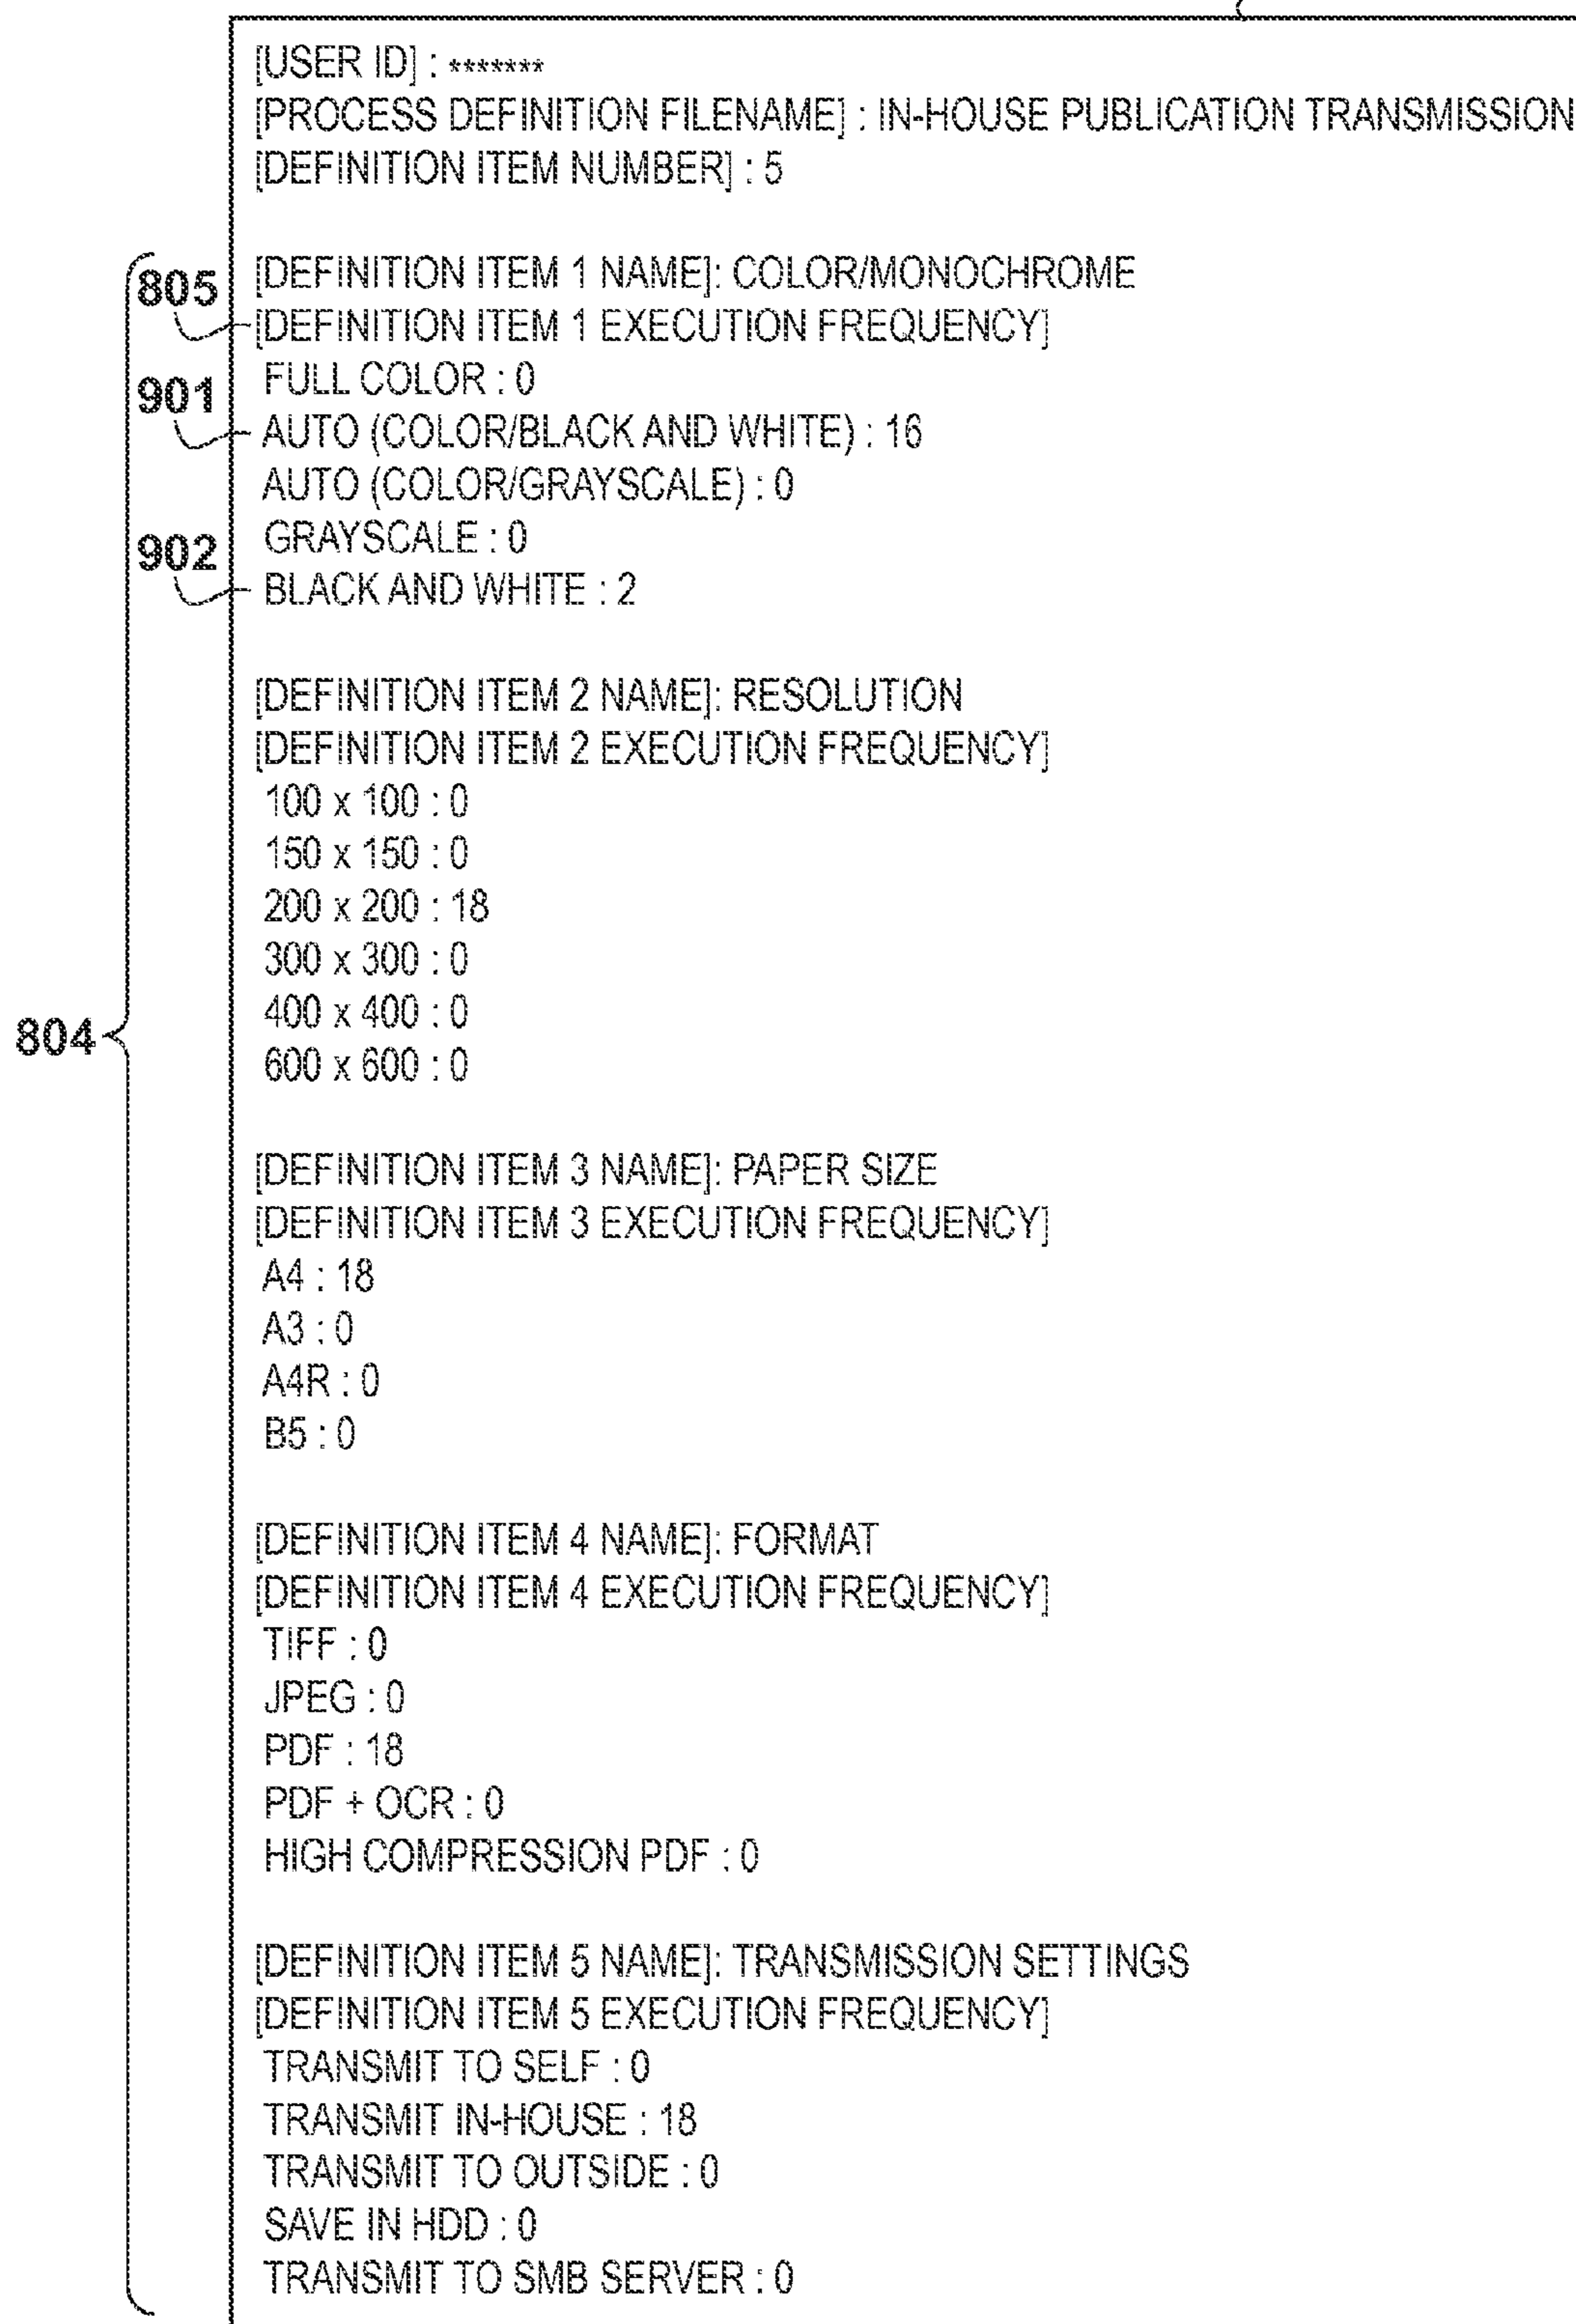 [USER ID] : *******
[PROCESS DEFINITION FILENAME] : IN-HOUSE PUBLICATION TRANSMISSION
[DEFINITION ITEM NUMBER] : 5
[DEFINITION ITEM 1 NAME]: COLOR/MONOCHROME
805 [DEFINITION ITEM 1 EXECUTION FREQUENCY]
FULL COLOR : 0
901 AUTO (COLOR/BLACK AND WHITE) : 16
AUTO (COLOR/GRAYSCALE) : 0
GRAYSCALE : 0
902 BLACK AND WHITE : 2
[DEFINITION ITEM 2 NAME]: RESOLUTION
[DEFINITION ITEM 2 EXECUTION FREQUENCY]
100 x 100 : 0
150 x 150 : 0
200 x 200 : 18
300 x 300 : 0
400 x 400 : 0
804
600 x 600 : 0
[DEFINITION ITEM 3 NAME]: PAPER SIZE
[DEFINITION ITEM 3 EXECUTION FREQUENCY]
A4 : 18
A3 : 0
A4R : 0
B5 : 0
[DEFINITION ITEM 4 NAME]: FORMAT
[DEFINITION ITEM 4 EXECUTION FREQUENCY]
TIFF : 0
JPEG : 0
PDF : 18
PDF + OCR : 0
HIGH COMPRESSION PDF : 0
[DEFINITION ITEM 5 NAME]: TRANSMISSION SETTINGS
[DEFINITION ITEM 5 EXECUTION FREQUENCY]
TRANSMIT TO SELF : 0
TRANSMIT IN-HOUSE : 18
TRANSMIT TO OUTSIDE : 0
SAVE IN HDD : 0
TRANSMIT TO SMB SERVER : 0